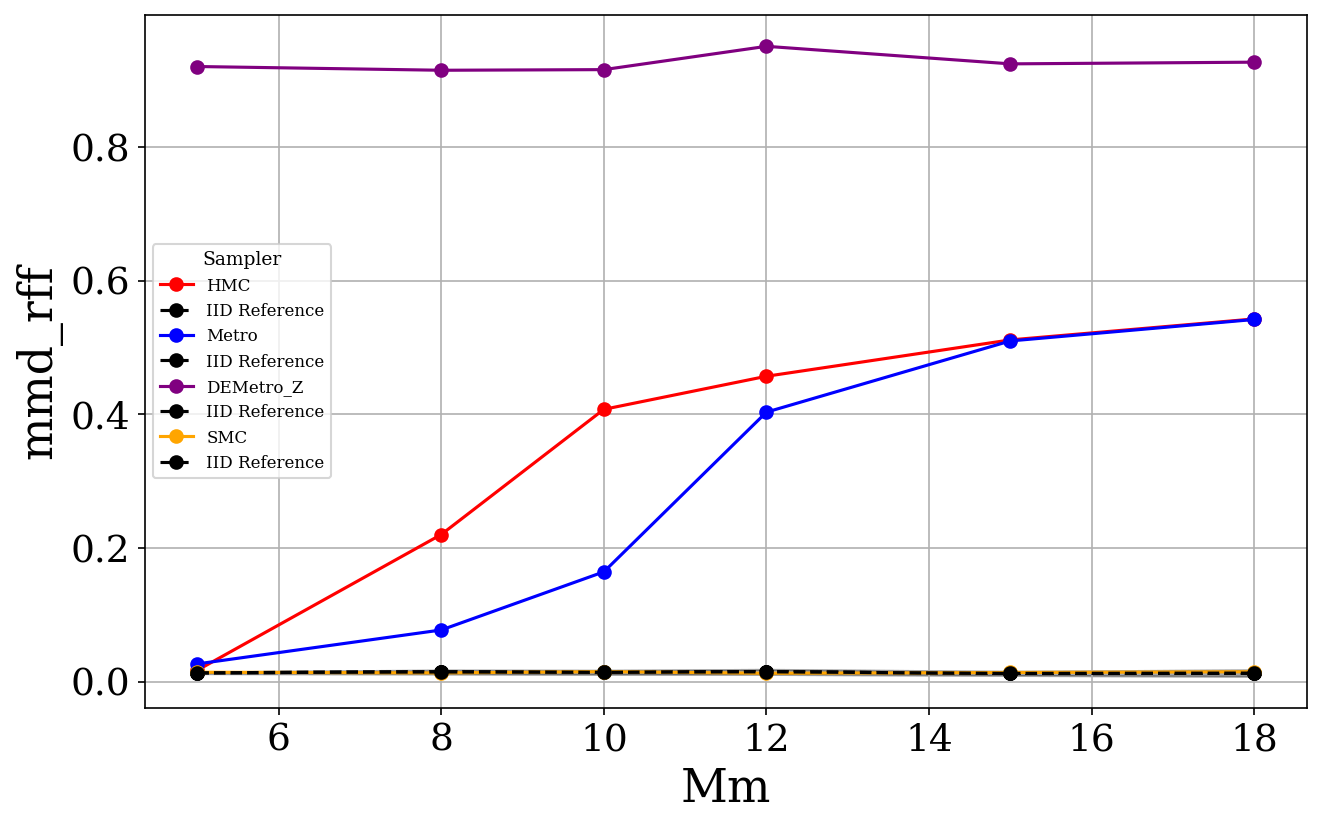 mmd_rff
0.8
0.6
0.4
0.2
0.0
Sampler
HMC
IID Reference
Metro
IID Reference
DEMetro_Z
IID Reference
SMC
IID Reference
6 8 10 12 14 16 18
Mm